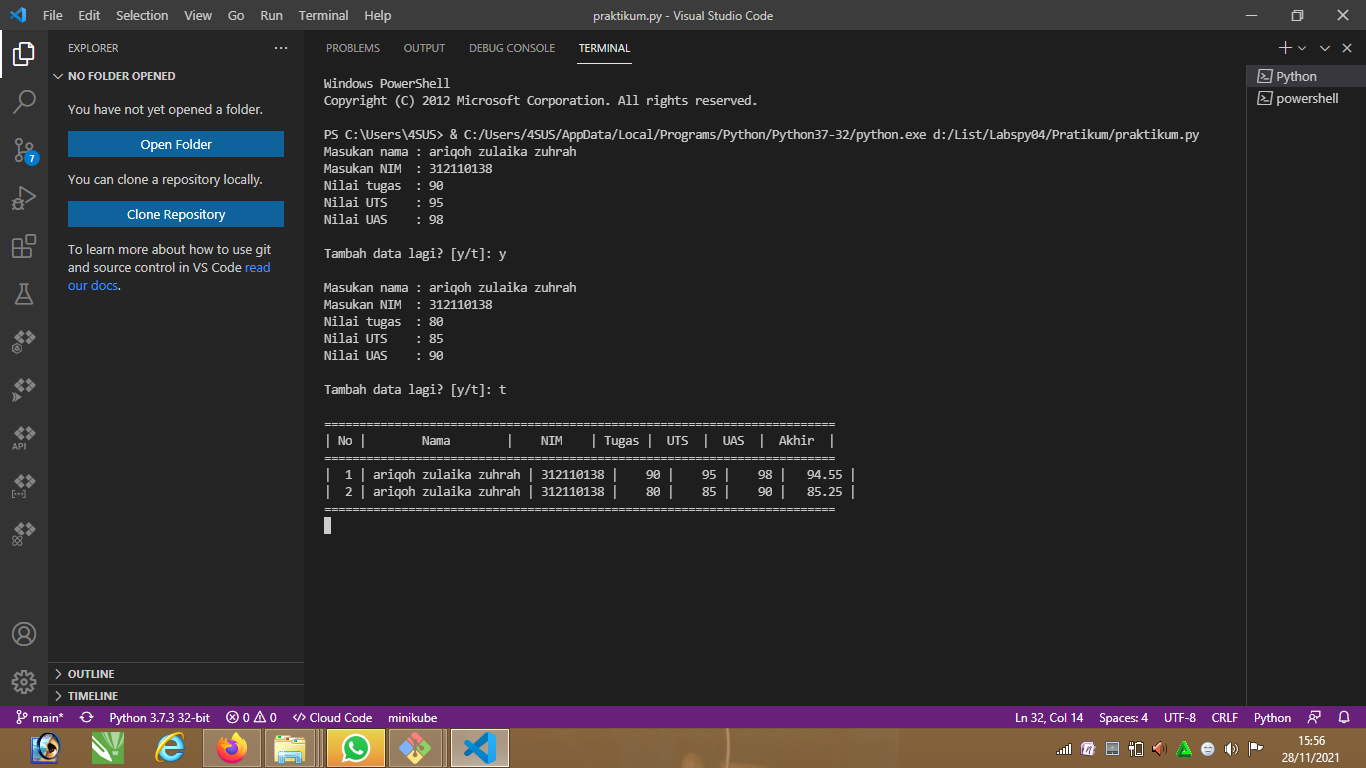 File Edit Selection View Go Run Terminal Help praktikum.py - Visual Studio Code
EXPLORER ...
NO FOLDER OPENED
You have not yet opened a folder.
Open Folder
You can clone a repository locally.
Clone Repository
To learn more about how to use git
and source control in VS Code read
our docs.
OUTLINE
TIMELINE
7
API
PROBLEMS OUTPUT DEBUG CONSOLE TERMINAL
Windows PowerShell
Copyright (C) 2012 Microsoft Corporation. All rights reserved.
PS C:\Users\4SUS> & C:/Users/4SUS/AppData/Local/Programs/Python/Python37-32/python.exe d:/List/Labspy04/Pratikum/praktikum.py
Masukan nama : ariqoh zulaika zuhrah
Masukan NIM  : 312110138
Nilai tugas  : 90
Nilai UTS    : 95
Nilai UAS    : 98
Tambah data lagi? [y/t]: y
Masukan nama : ariqoh zulaika zuhrah
Masukan NIM  : 312110138
Nilai tugas  : 80
Nilai UTS    : 85
Nilai UAS    : 90
Tambah data lagi? [y/t]: t
=========================================================================
| No |        Nama        |    NIM    | Tugas |  UTS  |  UAS  |  Akhir  |
=========================================================================
|  1 | ariqoh zulaika zuhrah | 312110138 |    90 |    95 |    98 |   94.55 |
|  2 | ariqoh zulaika zuhrah | 312110138 |    80 |    85 |    90 |   85.25 |
=========================================================================
Python
powershell
main* Python 3.7.3 32-bit 0 0 Cloud Code minikube Ln 32, Col 14 Spaces: 4 UTF-8 CRLF Python
15:56
28/11/2021